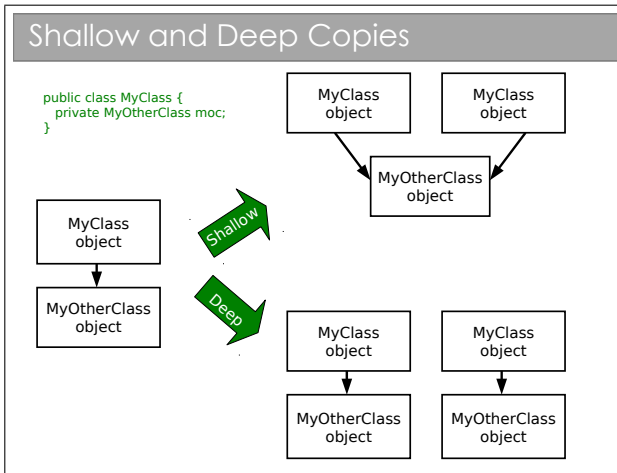 Shallow and Deep Copies
public class MyClass {
private MyOtherClass moc;
}
MyClass
object
MyOtherClass
object
Shallow
Deep
MyClass
object
MyClass
object
MyOtherClass
object
MyClass
object
MyClass
object
MyOtherClass
object
MyOtherClass
object